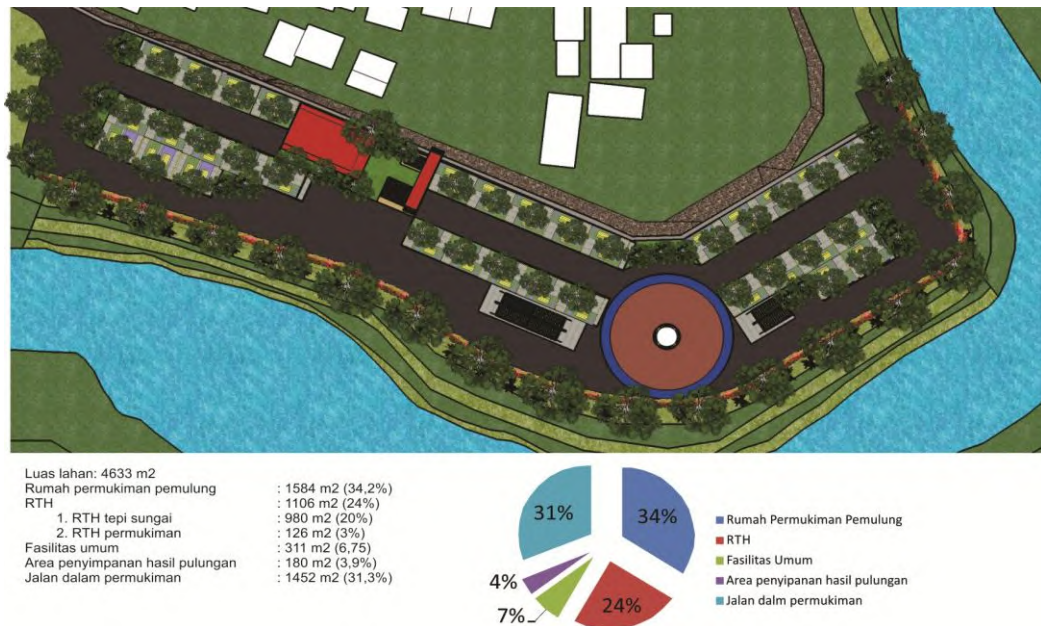 Luas lahan: 4633 m2
Rumah permukiman pemulung : 1584 m2 (34,2%)
RTH : 1106 m2 (24%)
1. RTH tepi sungai : 980 m2 (20%)
2. RTH permukiman : 126 m2 (3%)
Fasilitas umum : 311 m2 (6,75)
Area penyimpanan hasil pulungan : 180 m2 (3,9%)
Jalan dalam permukiman : 1452 m2 (31,3%)
31%
34%
4%
7%
24%
Rumah Permukiman Pemulung
RTH
Fasilitas Umum
Area penyipanan hasil pulungan
Jalan dalm permukiman